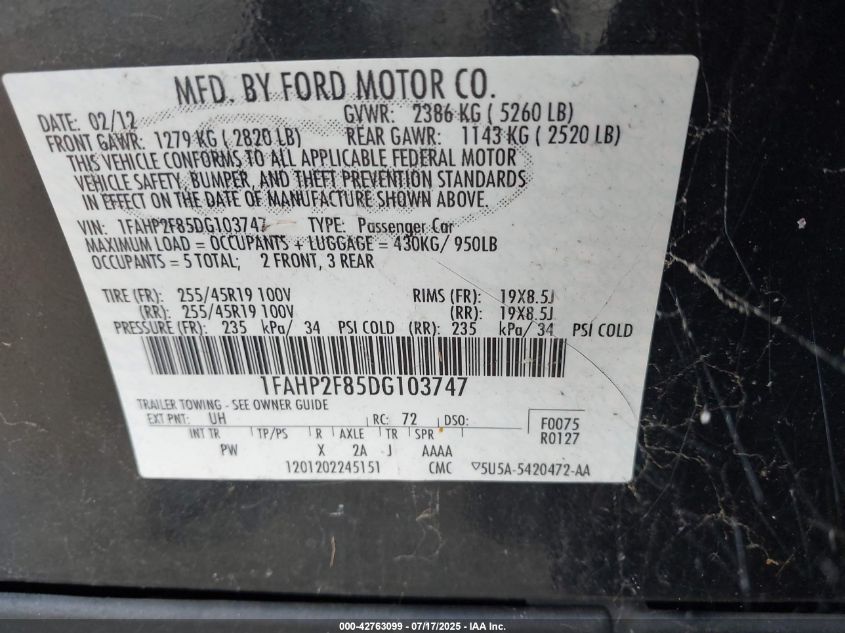 MFD. BY FORD MOTOR CO.
DATE: 02/12 GVWR: 2386 KG ( 5260 LB)
FRONT GAWR: 1279 KG ( 2820 LB) REAR GAWR: 1143 KG ( 2520 LB)
THIS VEHICLE CONFORMS TO ALL APPLICABLE FEDERAL MOTOR
VEHICLE SAFETY, BUMPER, AND THEFT PREVENTION STANDARDS
IN EFFECT ON THE DATE OF MANUFACTURE SHOWN ABOVE.
VIN: 1FAHP2F85DG103747 TYPE: Passenger Car
MAXIMUM LOAD = OCCUPANTS + LUGGAGE = 430KG/ 950LB
OCCUPANTS = 5 TOTAL; 2 FRONT, 3 REAR
TIRE (FR): 255/45R19 100V RIMS (FR): 19X8.5J
(RR): 255/45R19 100V (RR): 19X8.5J
PRESSURE (FR): 235 kPa/ 34 PSI COLD (RR): 235 kPa/ 34 PSI COLD
1FAHP2F85DG103747
TRAILER TOWING - SEE OWNER GUIDE
EXT PNT: UH RC: 72 DSO: F0075
R0127
INT TR TP/PS R AXLE TR SPR
PW X 2A J AAAA
1201202245151 CMC 5U5A-5420472-AA
000-42763099 - 07/17/2025 - IAA Inc.